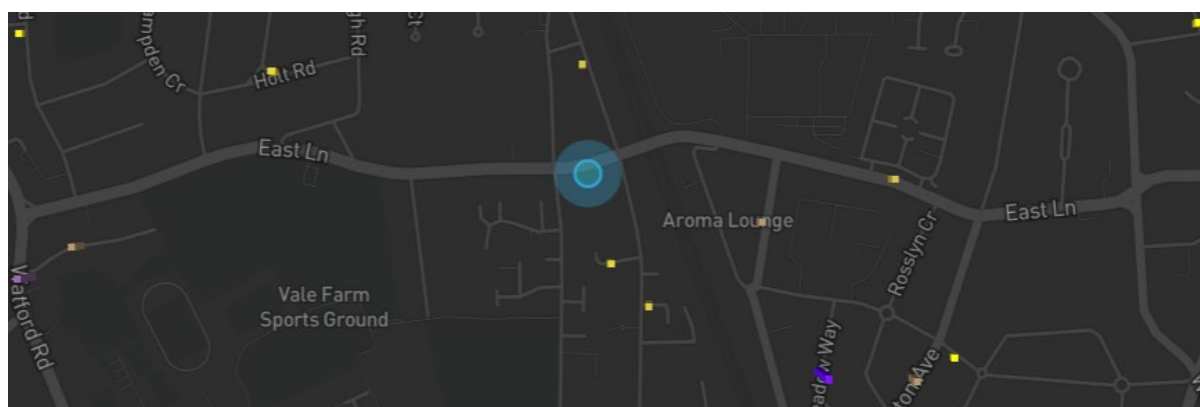 Holt Rd
East Ln
Aroma Lounge
East Ln
Rosslyn Cr
Vale Farm
Sports Ground
Watford Rd